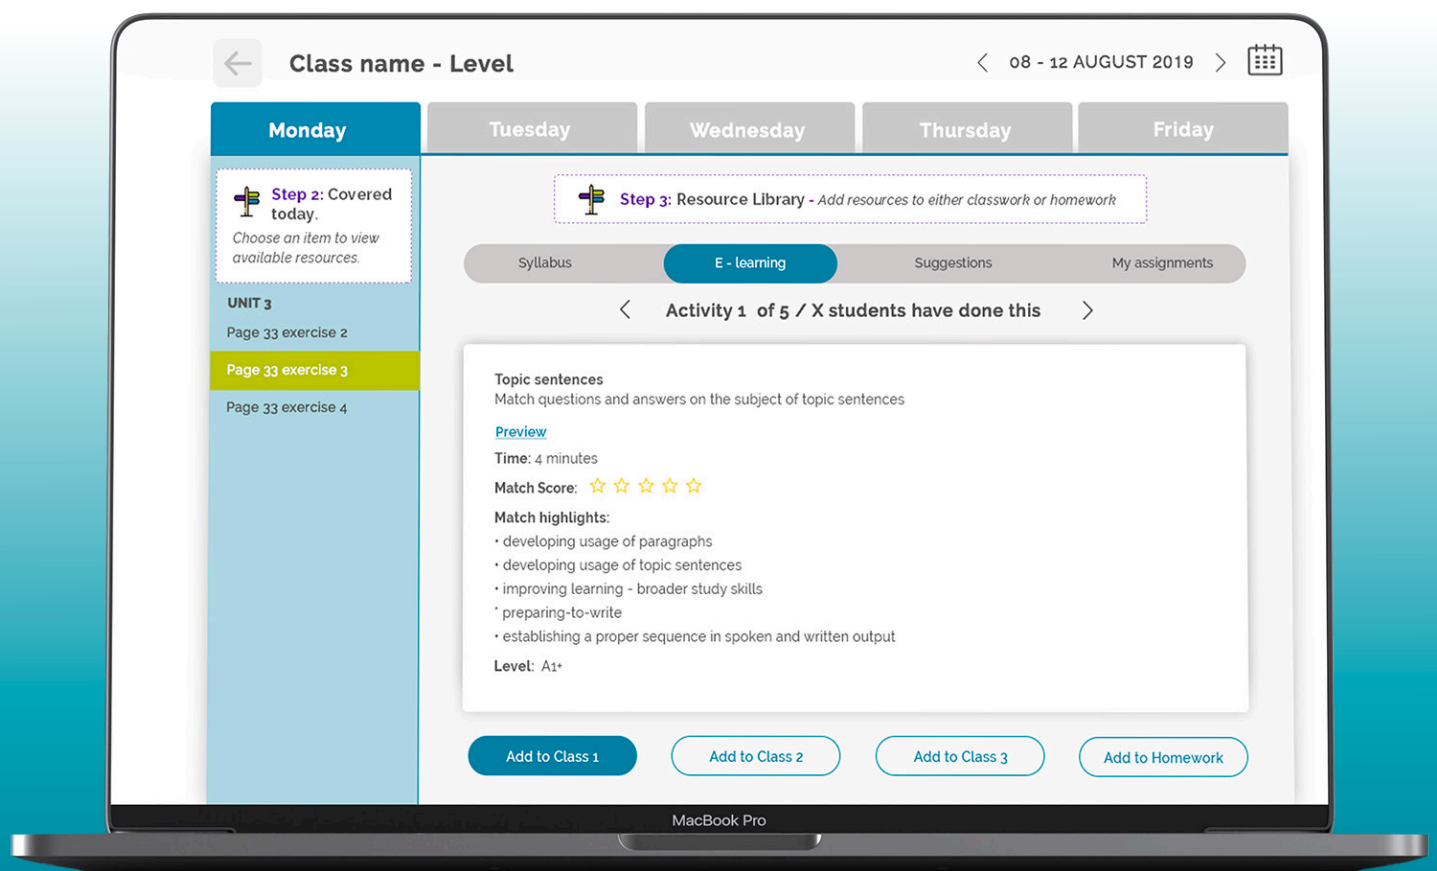 Class name - Level
08 - 12 AUGUST 2019
Monday
Tuesday
Wednesday
Thursday
Friday
Step 2: Covered
today.
Choose an item to view
available resources.
UNIT 3
Page 33 exercise 2
Page 33 exercise 3
Page 33 exercise 4
Step 3: Resource Library - Add resources to either classwork or homework
Syllabus
E - learning
Suggestions
My assignments
Activity 1 of 5 / X students have done this
Topic sentences
Match questions and answers on the subject of topic sentences
Preview
Time: 4 minutes
Match Score:
Match highlights:
• developing usage of paragraphs
• developing usage of topic sentences
• improving learning - broader study skills
* preparing-to-write
• establishing a proper sequence in spoken and written output
Level: A1+
Add to Class 1
Add to Class 2
Add to Class 3
Add to Homework
MacBook Pro